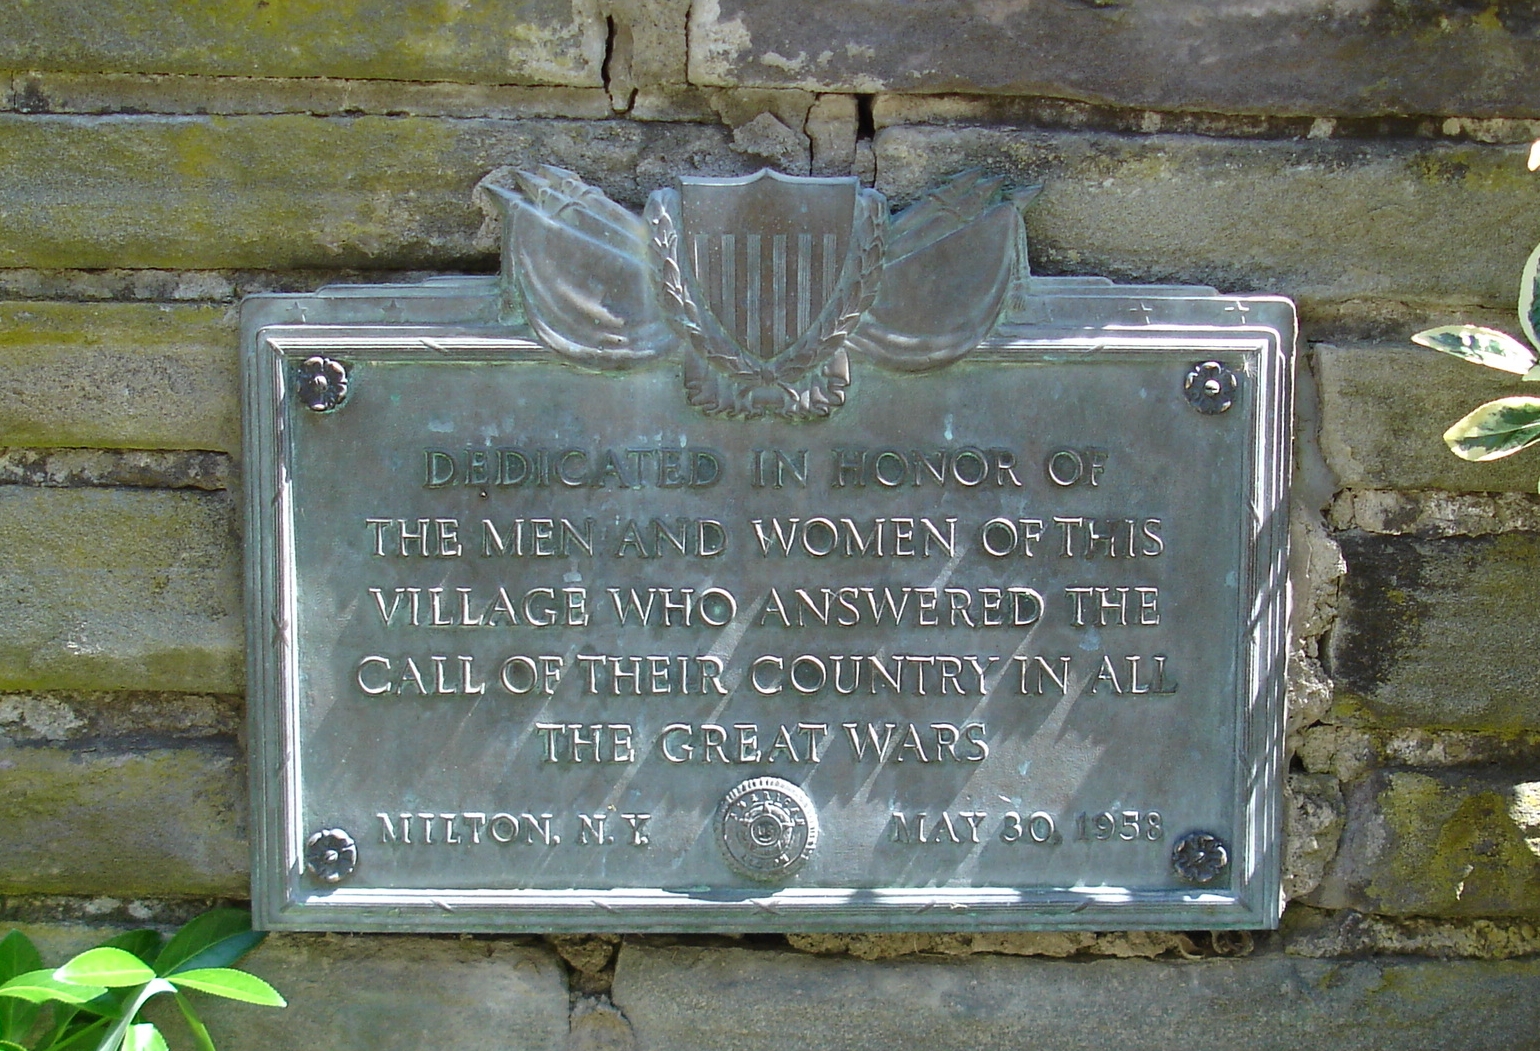 DEDICATED IN HONOR OF
THE MEN AND WOMEN OF THIS
VILLAGE WHO ANSWERED THE
CALL OF THEIR COUNTRY IN ALL
THE GREAT WARS
MILTON, N.Y. MAY 30, 1958